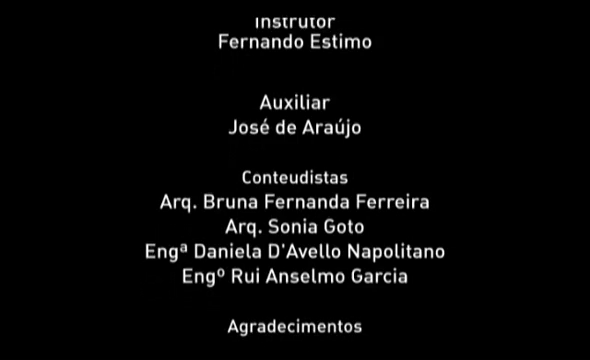 Instrutor
Fernando Estimo
Auxiliar
José de Araújo
Conteudistas
Arq. Bruna Fernanda Ferreira
Arq. Sonia Goto
Engª Daniela D'Avello Napolitano
Engº Rui Anselmo Garcia
Agradecimentos